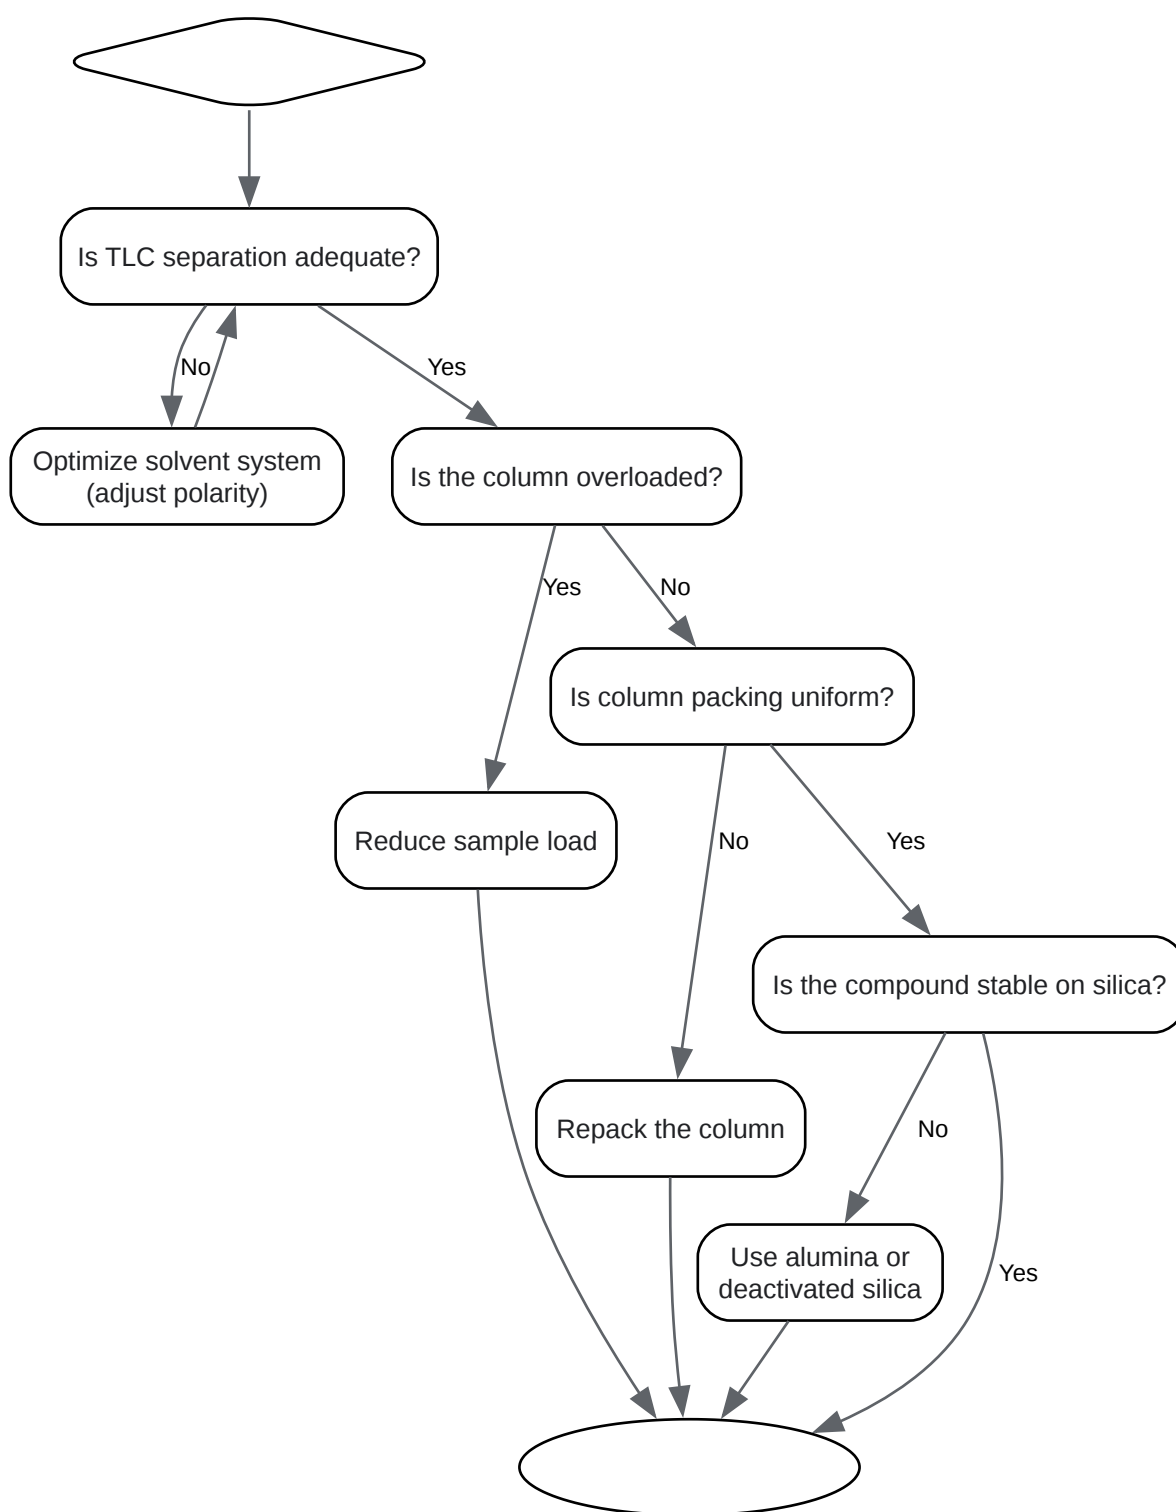 Is TLC separation adequate?
No
Yes
Optimize solvent system
(adjust polarity)
Is the column overloaded?
Yes
No
Is column packing uniform?
Reduce sample load
No
Yes
Is the compound stable on silica?
Repack the column
No
Use alumina or
deactivated silica
Yes